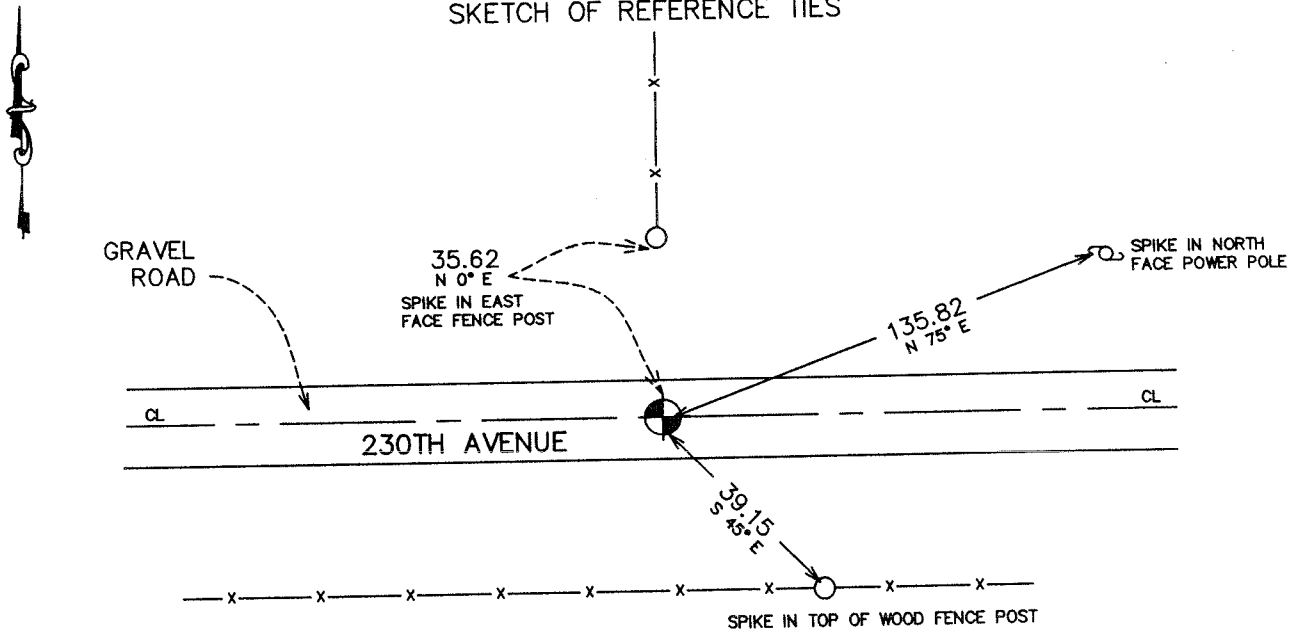 SKETCH OF REFERENCE TIES
GRAVEL
ROAD
35.62
N 0° E
SPIKE IN EAST
FACE FENCE POST
SPIKE IN NORTH
FACE POWER POLE
135.82
N 75° E
CL
CL
230TH AVENUE
39.15
S 45° E
SPIKE IN TOP OF WOOD FENCE POST